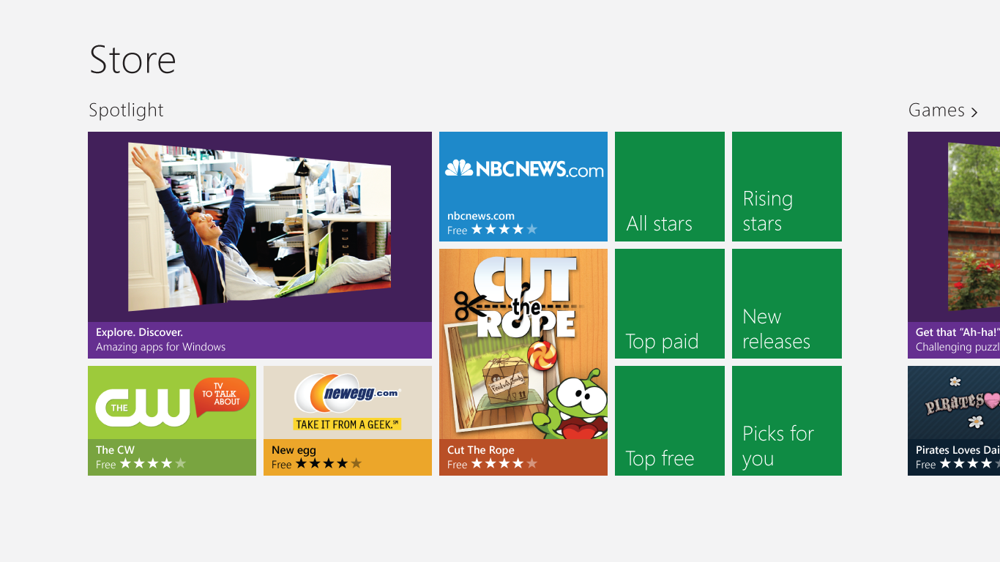 Store
Spotlight
Games
Explore. Discover.
Amazing apps for Windows
NBCNEWS.com
nbcnews.com
Free
All stars
Rising
stars
CUT
the
ROPE
Top paid
New
releases
THE CW
TV
TO TALK
ABOUT
The CW
Free
newegg.com
TAKE IT FROM A GEEK.℠
New egg
Free
Cut The Rope
Free
Top free
Picks for
you
Get that “Ah-ha!”
Challenging
PIRATES
Pirates Loves
Free